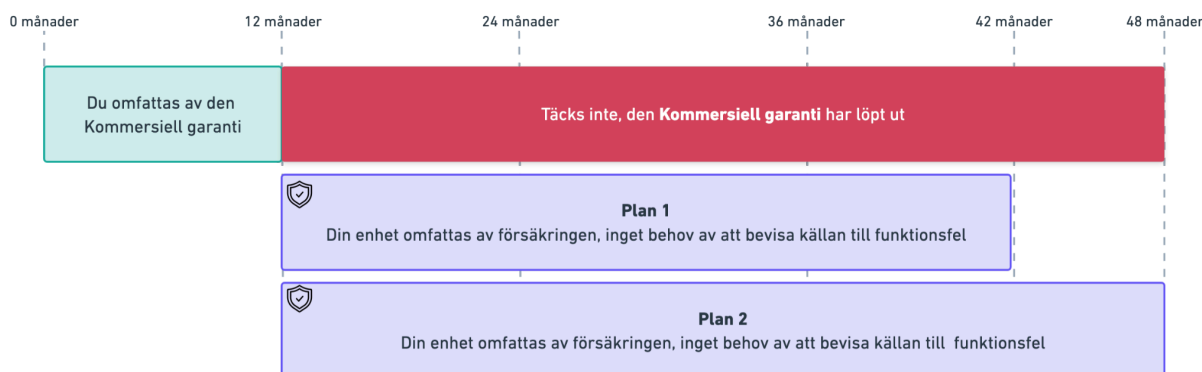 0 månader
12 månader
24 månader
36 månader
42 månader
48 månader
Du omfattas av den
Kommersiell garanti
Täcks inte, den Kommersiell garanti har löpt ut
Plan 1
Din enhet omfattas av försäkringen, inget behov av att bevisa källan till funktionsfel
Plan 2
Din enhet omfattas av försäkringen, inget behov av att bevisa källan till funktionsfel